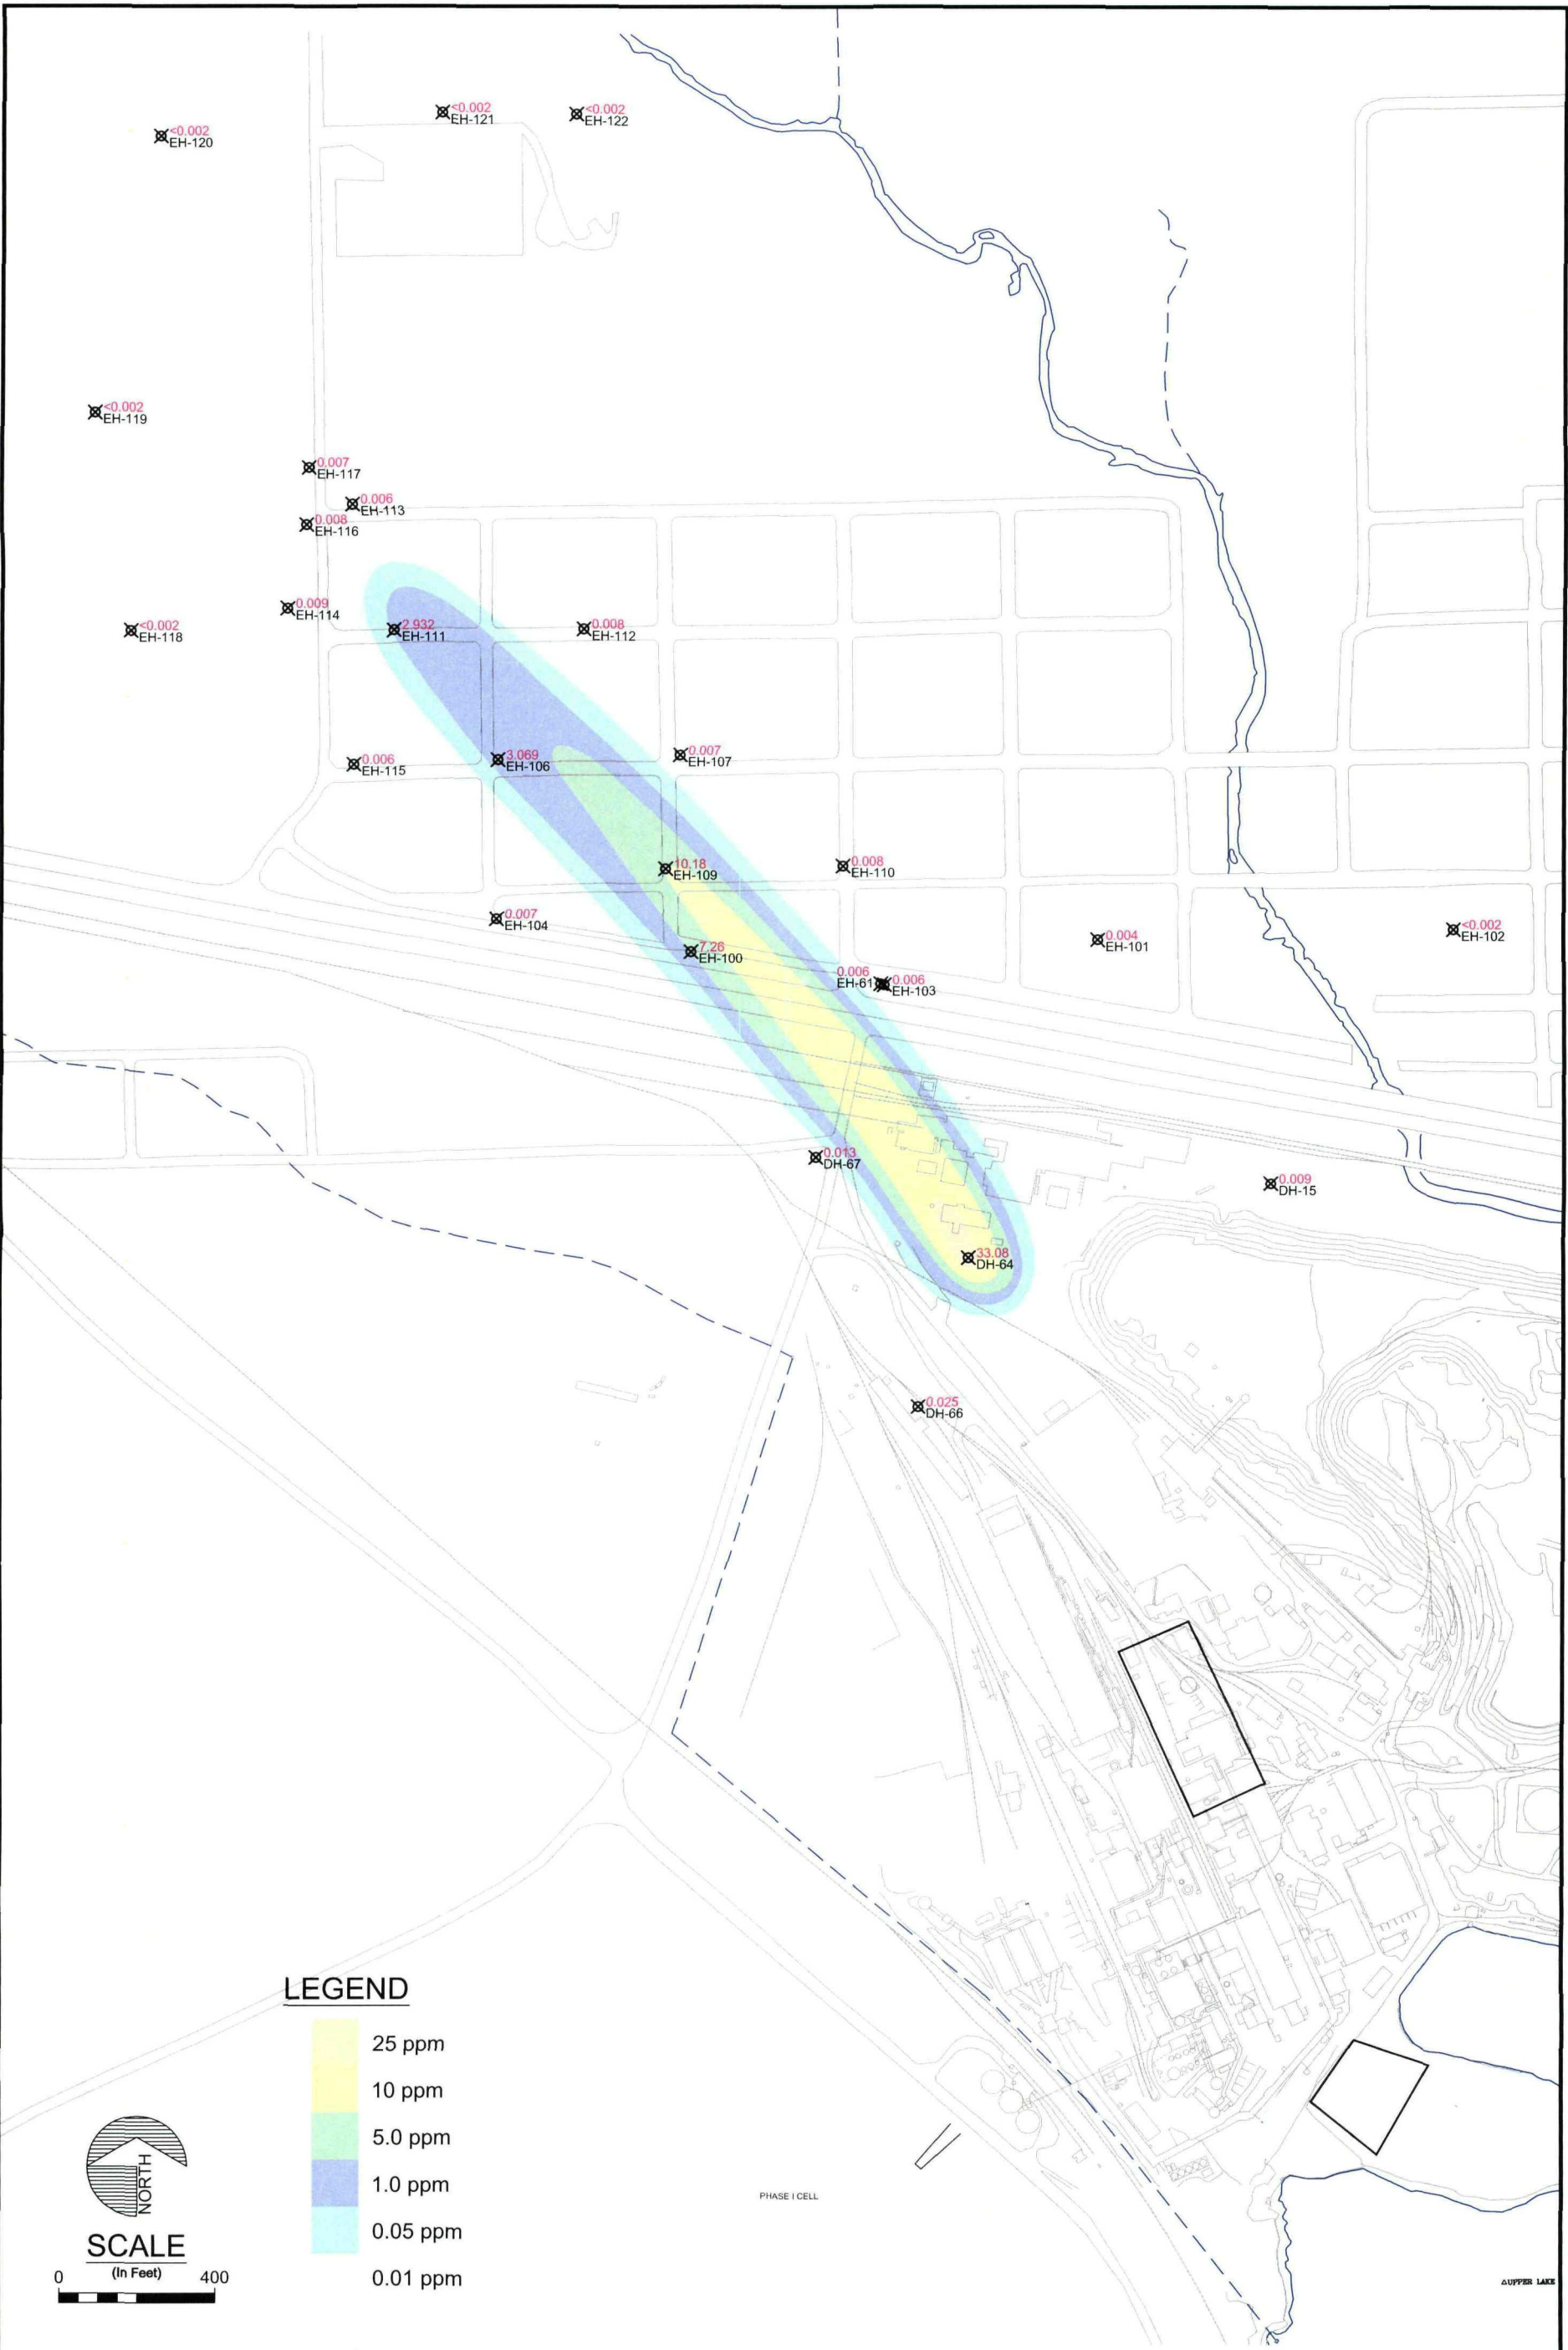 <0.002
EH-121
<0.002
EH-122
<0.002
EH-120
<0.002
EH-119
0.007
EH-117
0.006
EH-113
0.008
EH-116
0.009
EH-114
<0.002
EH-118
2.932
EH-111
0.008
EH-112
0.006
EH-115
3.069
EH-106
0.007
EH-107
10.18
EH-109
0.008
EH-110
0.007
EH-104
7.26
EH-100
0.004
EH-101
<0.002
EH-102
0.006
EH-61
0.006
EH-103
0.013
DH-67
0.009
DH-15
33.08
DH-64
0.025
DH-66
LEGEND
25 ppm
10 ppm
5.0 ppm
1.0 ppm
0.05 ppm
0.01 ppm
NORTH
SCALE
(In Feet)
0 400
PHASE I CELL
△UPPER LAKE